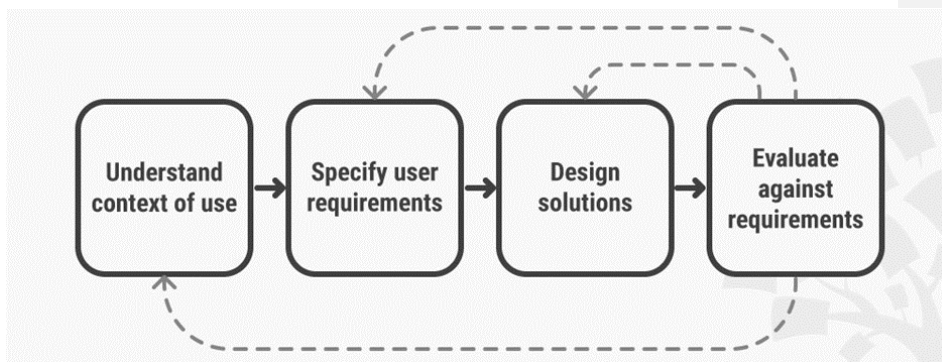 Understand
context of use
Specify user
requirements
Design
solutions
Evaluate
against
requirements